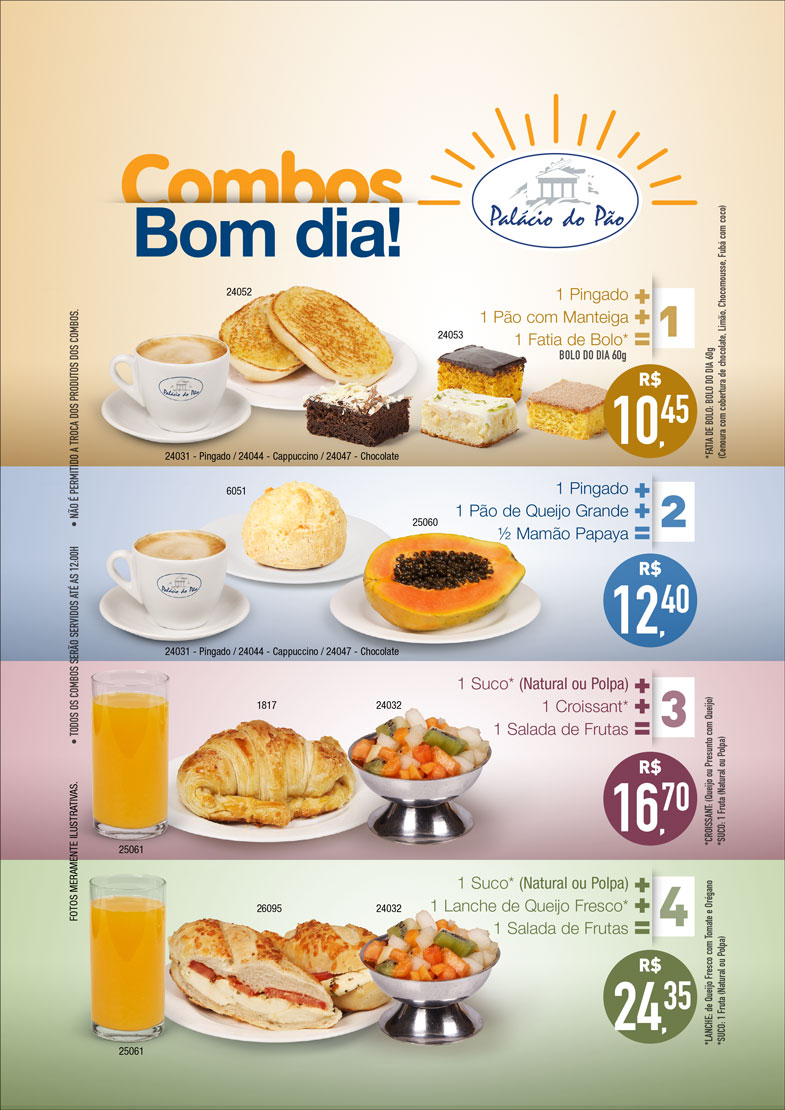 Combos
Bom dia!
Palácio do Pão
24052
1 Pingado +
1 Pão com Manteiga +
1 Fatia de Bolo* =
BOLO DO DIA 60g
1
24053
R$
10,45
24031 - Pingado / 24044 - Cappuccino / 24047 - Chocolate
*FATIA DE BOLO: BOLO DO DIA 60g
(Cenoura com cobertura de chocolate, Limão, Chocomousse, Fubá com coco)
6051
1 Pingado +
1 Pão de Queijo Grande +
½ Mamão Papaya =
2
25060
R$
12,40
24031 - Pingado / 24044 - Cappuccino / 24047 - Chocolate
1 Suco* (Natural ou Polpa) +
1 Croissant* +
1 Salada de Frutas =
3
1817
24032
R$
16,70
25061
*CROISSANT: (Queijo ou Presunto com Queijo)
*SUCO: 1 Fruta (Natural ou Polpa)
1 Suco* (Natural ou Polpa) +
1 Lanche de Queijo Fresco* +
1 Salada de Frutas =
4
26095
24032
R$
24,35
25061
*LANCHE: de Queijo Fresco com Tomate e Orégano
*SUCO: 1 Fruta (Natural ou Polpa)
FOTOS MERAMENTE ILUSTRATIVAS.
• TODOS OS COMBOS SERÃO SERVIDOS ATÉ AS 12:00H
• NÃO É PERMITIDO A TROCA DOS PRODUTOS DOS COMBOS.
Palácio do Pão
Palácio do Pão